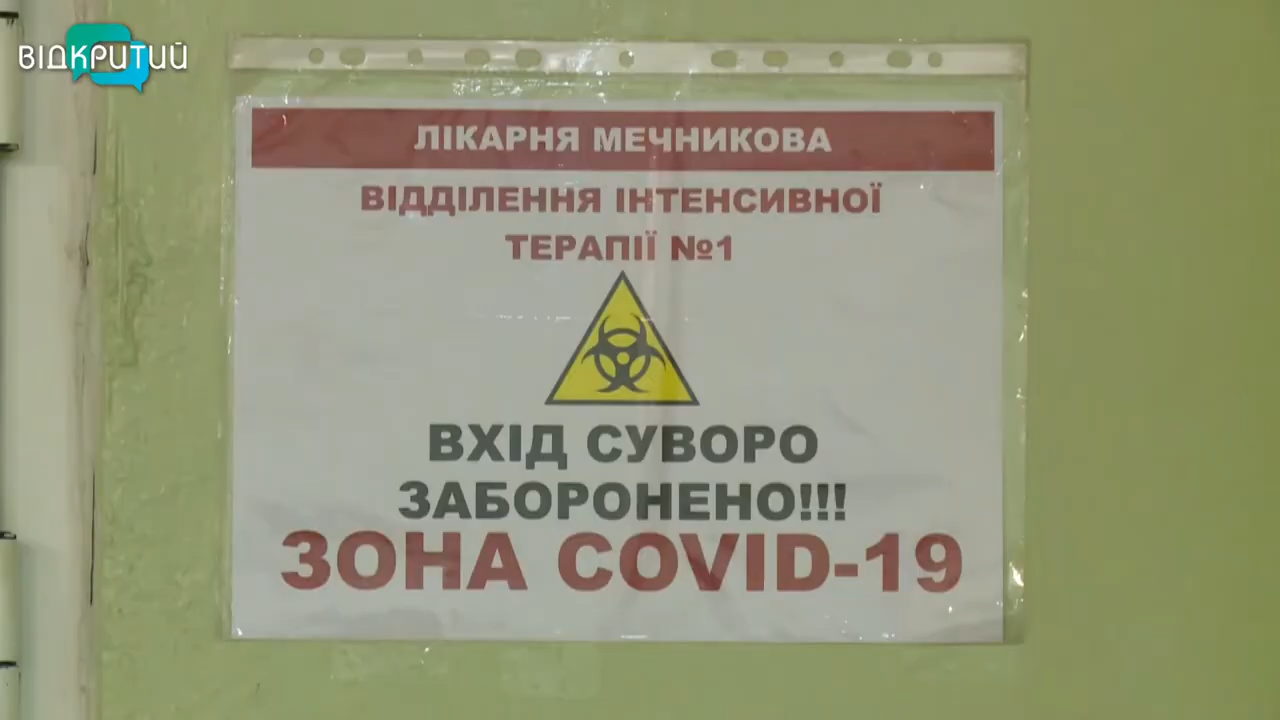 ВІДКРИТИЙ
ЛІКАРНЯ МЕЧНИКОВА
ВІДДІЛЕННЯ ІНТЕНСИВНОЇ
ТЕРАПІЇ №1
ВХІД СУВОРО
ЗАБОРОНЕНО!!!
ЗОНА COVID-19